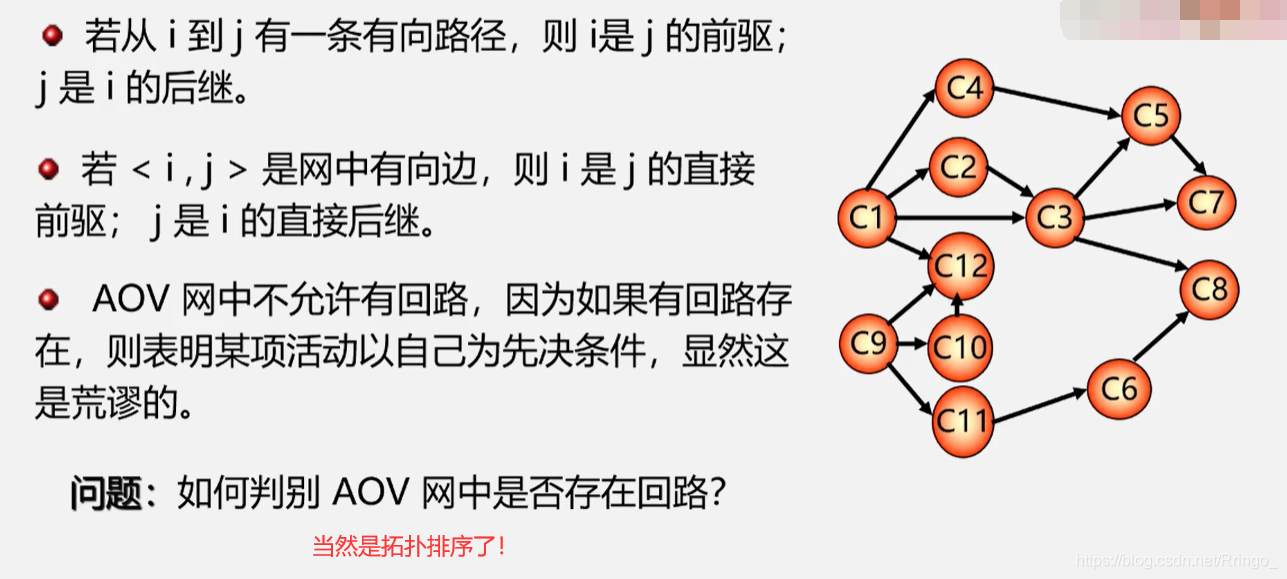 若从 i 到 j 有一条有向路径，则 i是 j 的前驱；
j 是 i 的后继。
若 < i , j > 是网中有向边，则 i 是 j 的直接
前驱； j 是 i 的直接后继。
AOV 网中不允许有回路，因为如果有回路存
在，则表明某项活动以自己为先决条件，显然这
是荒谬的。
问题：如何判别 AOV 网中是否存在回路？
当然是拓扑排序了！
C4
C5
C2
C7
C1
C3
C12
C8
C9
C10
C6
C11
https://blog.csdn.net/Rringo_